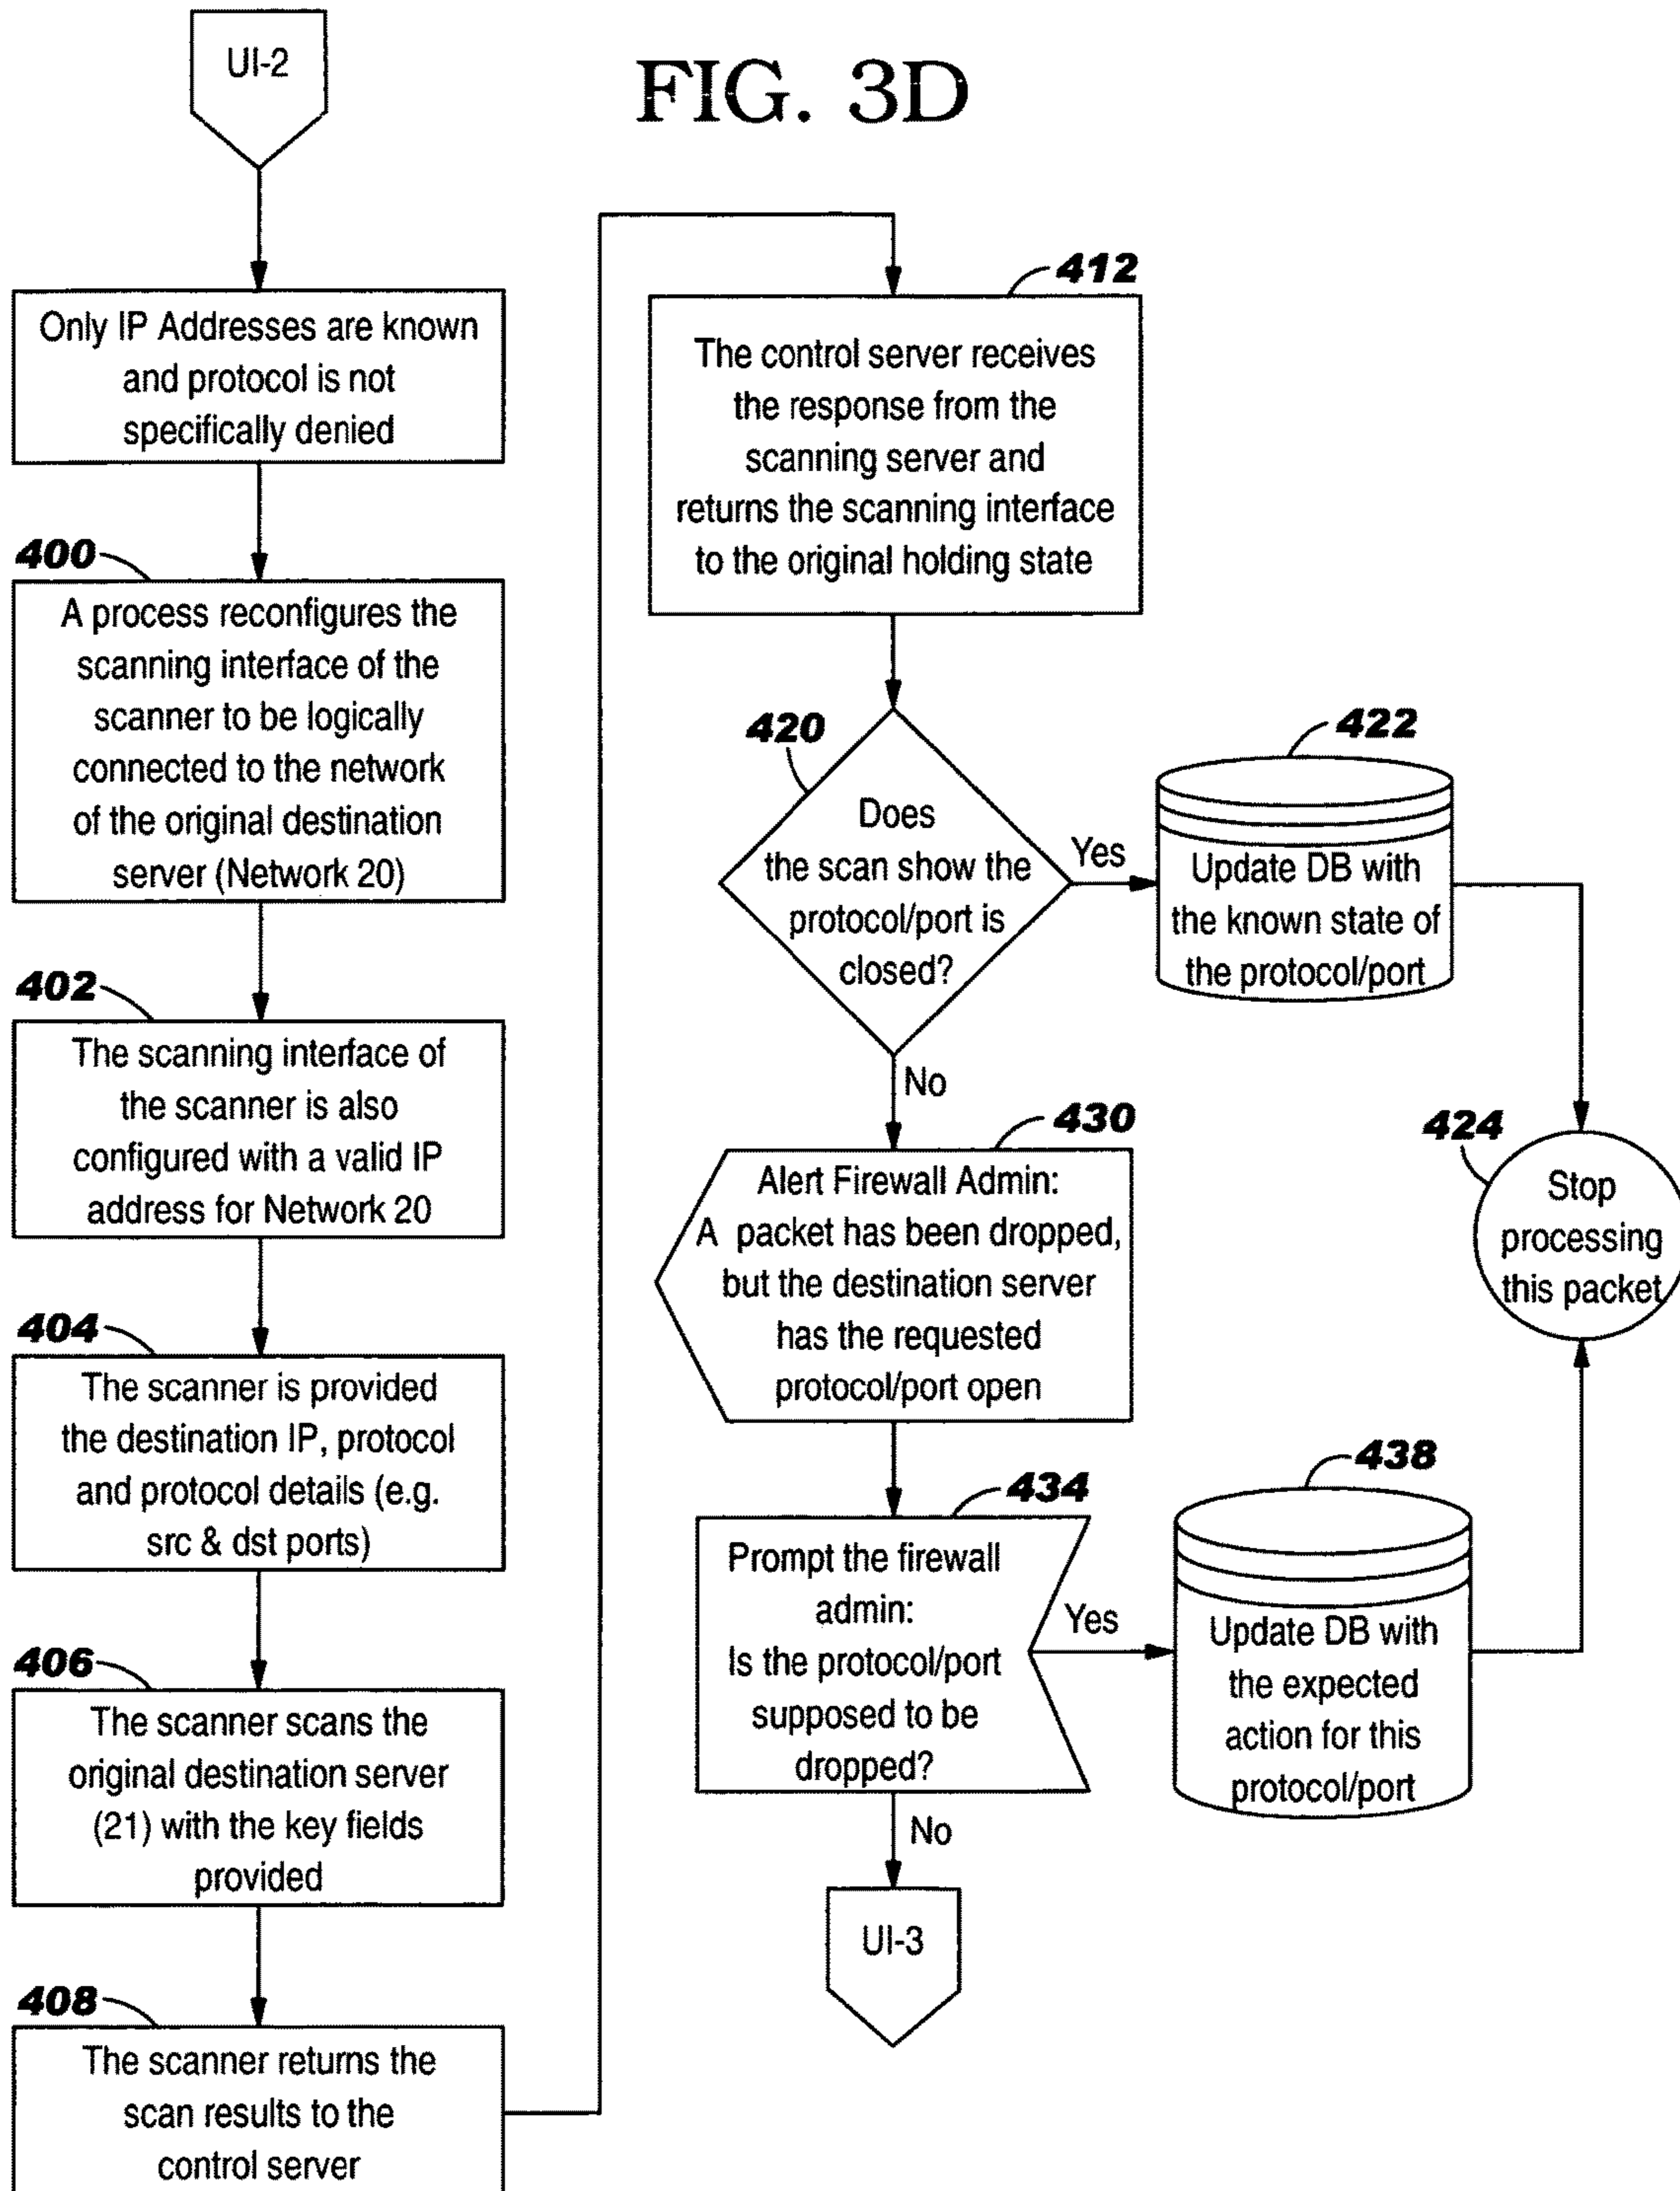 UI-2
FIG. 3D
Only IP Addresses are known
and protocol is not
specifically denied
400
A process reconfigures the
scanning interface of the
scanner to be logically
connected to the network
of the original destination
server (Network 20)
402
The scanning interface of
the scanner is also
configured with a valid IP
address for Network 20
404
The scanner is provided
the destination IP, protocol
and protocol details (e.g.
src & dst ports)
406
The scanner scans the
original destination server
(21) with the key fields
provided
408
The scanner returns the
scan results to the
control server
412
The control server receives
the response from the
scanning server and
returns the scanning interface
to the original holding state
420
Does
the scan show the
protocol/port is
closed?
Yes
422
Update DB with
the known state of
the protocol/port
424
Stop
processing
this packet
No
430
Alert Firewall Admin:
A packet has been dropped,
but the destination server
has the requested
protocol/port open
434
Prompt the firewall
admin:
Is the protocol/port
supposed to be
dropped?
Yes
438
Update DB with
the expected
action for this
protocol/port
No
UI-3